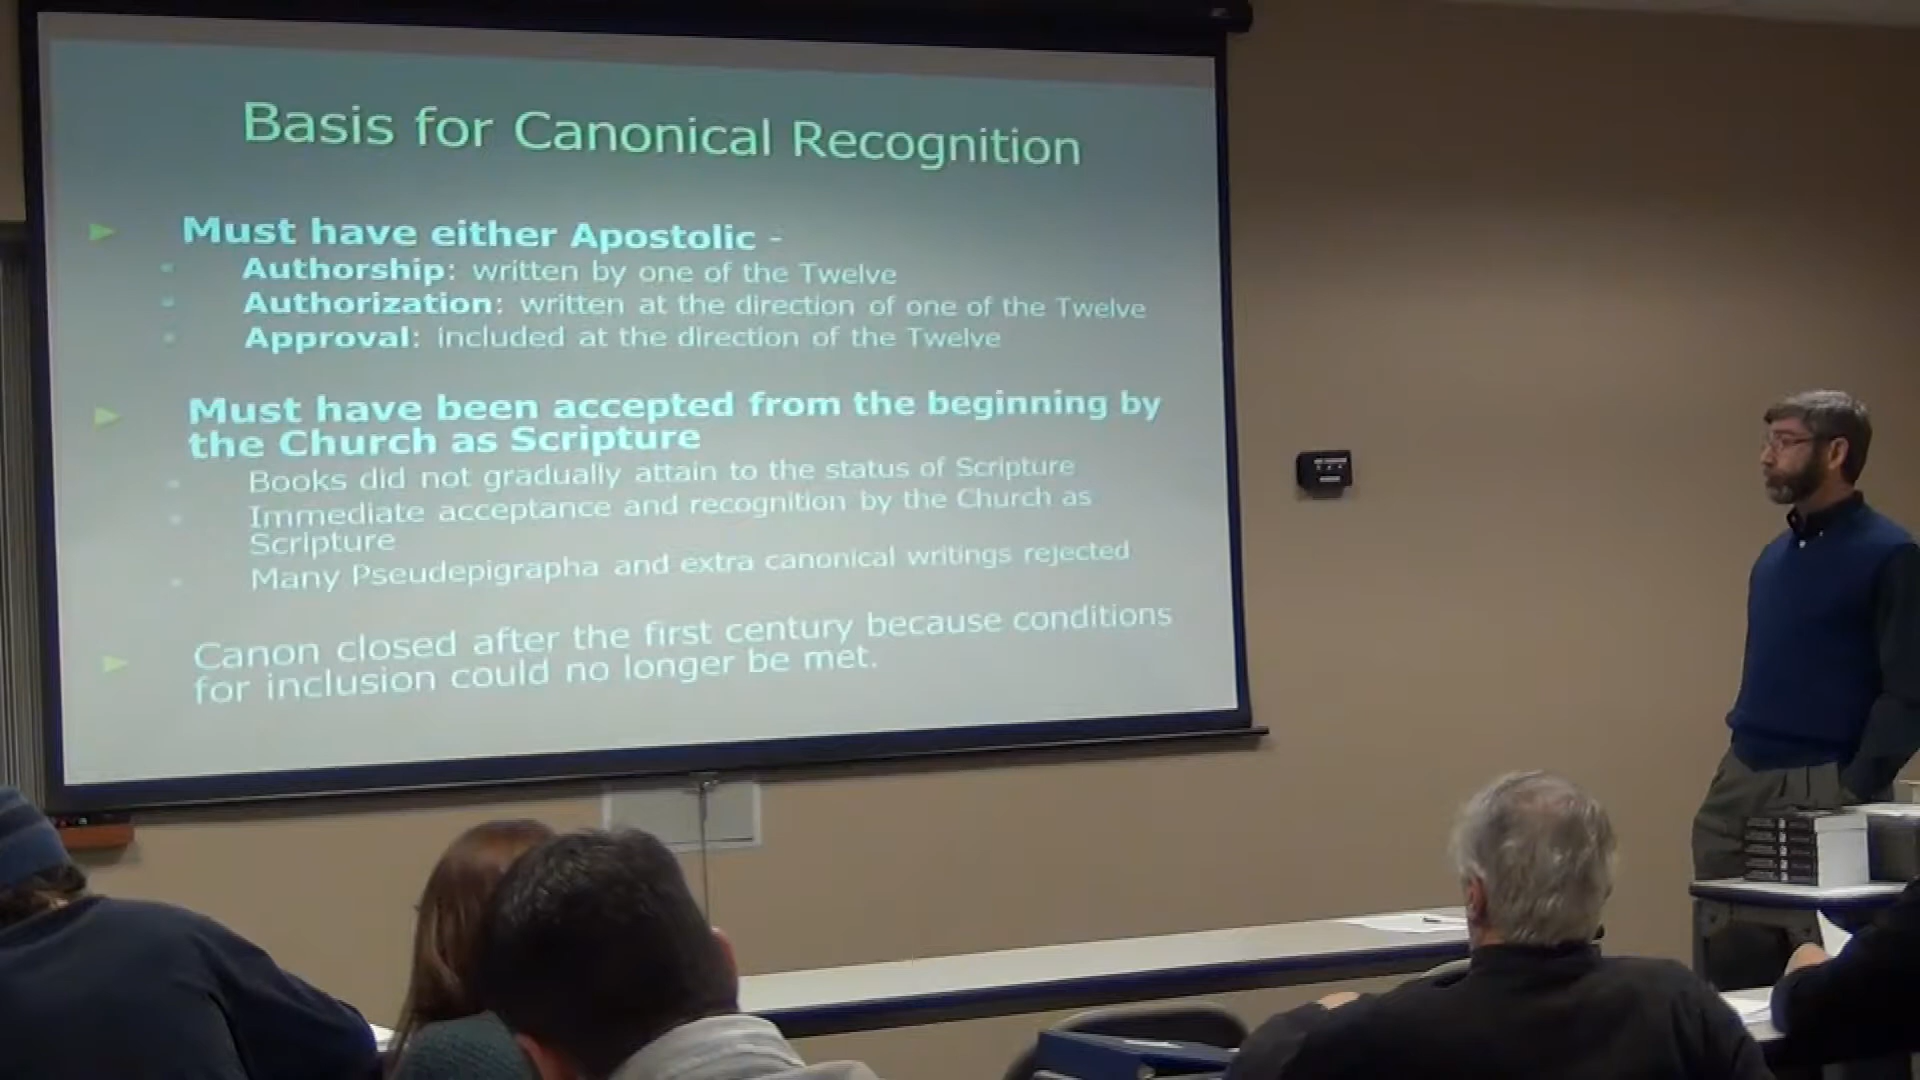 Basis for Canonical Recognition
Must have either Apostolic -
Authorship: written by one of the Twelve
Authorization: written at the direction of one of the Twelve
Approval: included at the direction of the Twelve
Must have been accepted from the beginning by
the Church as Scripture
Books did not gradually attain to the status of Scripture
Immediate acceptance and recognition by the Church as
Scripture
Many Pseudepigrapha and extra canonical writings rejected
Canon closed after the first century because conditions
for inclusion could no longer be met.